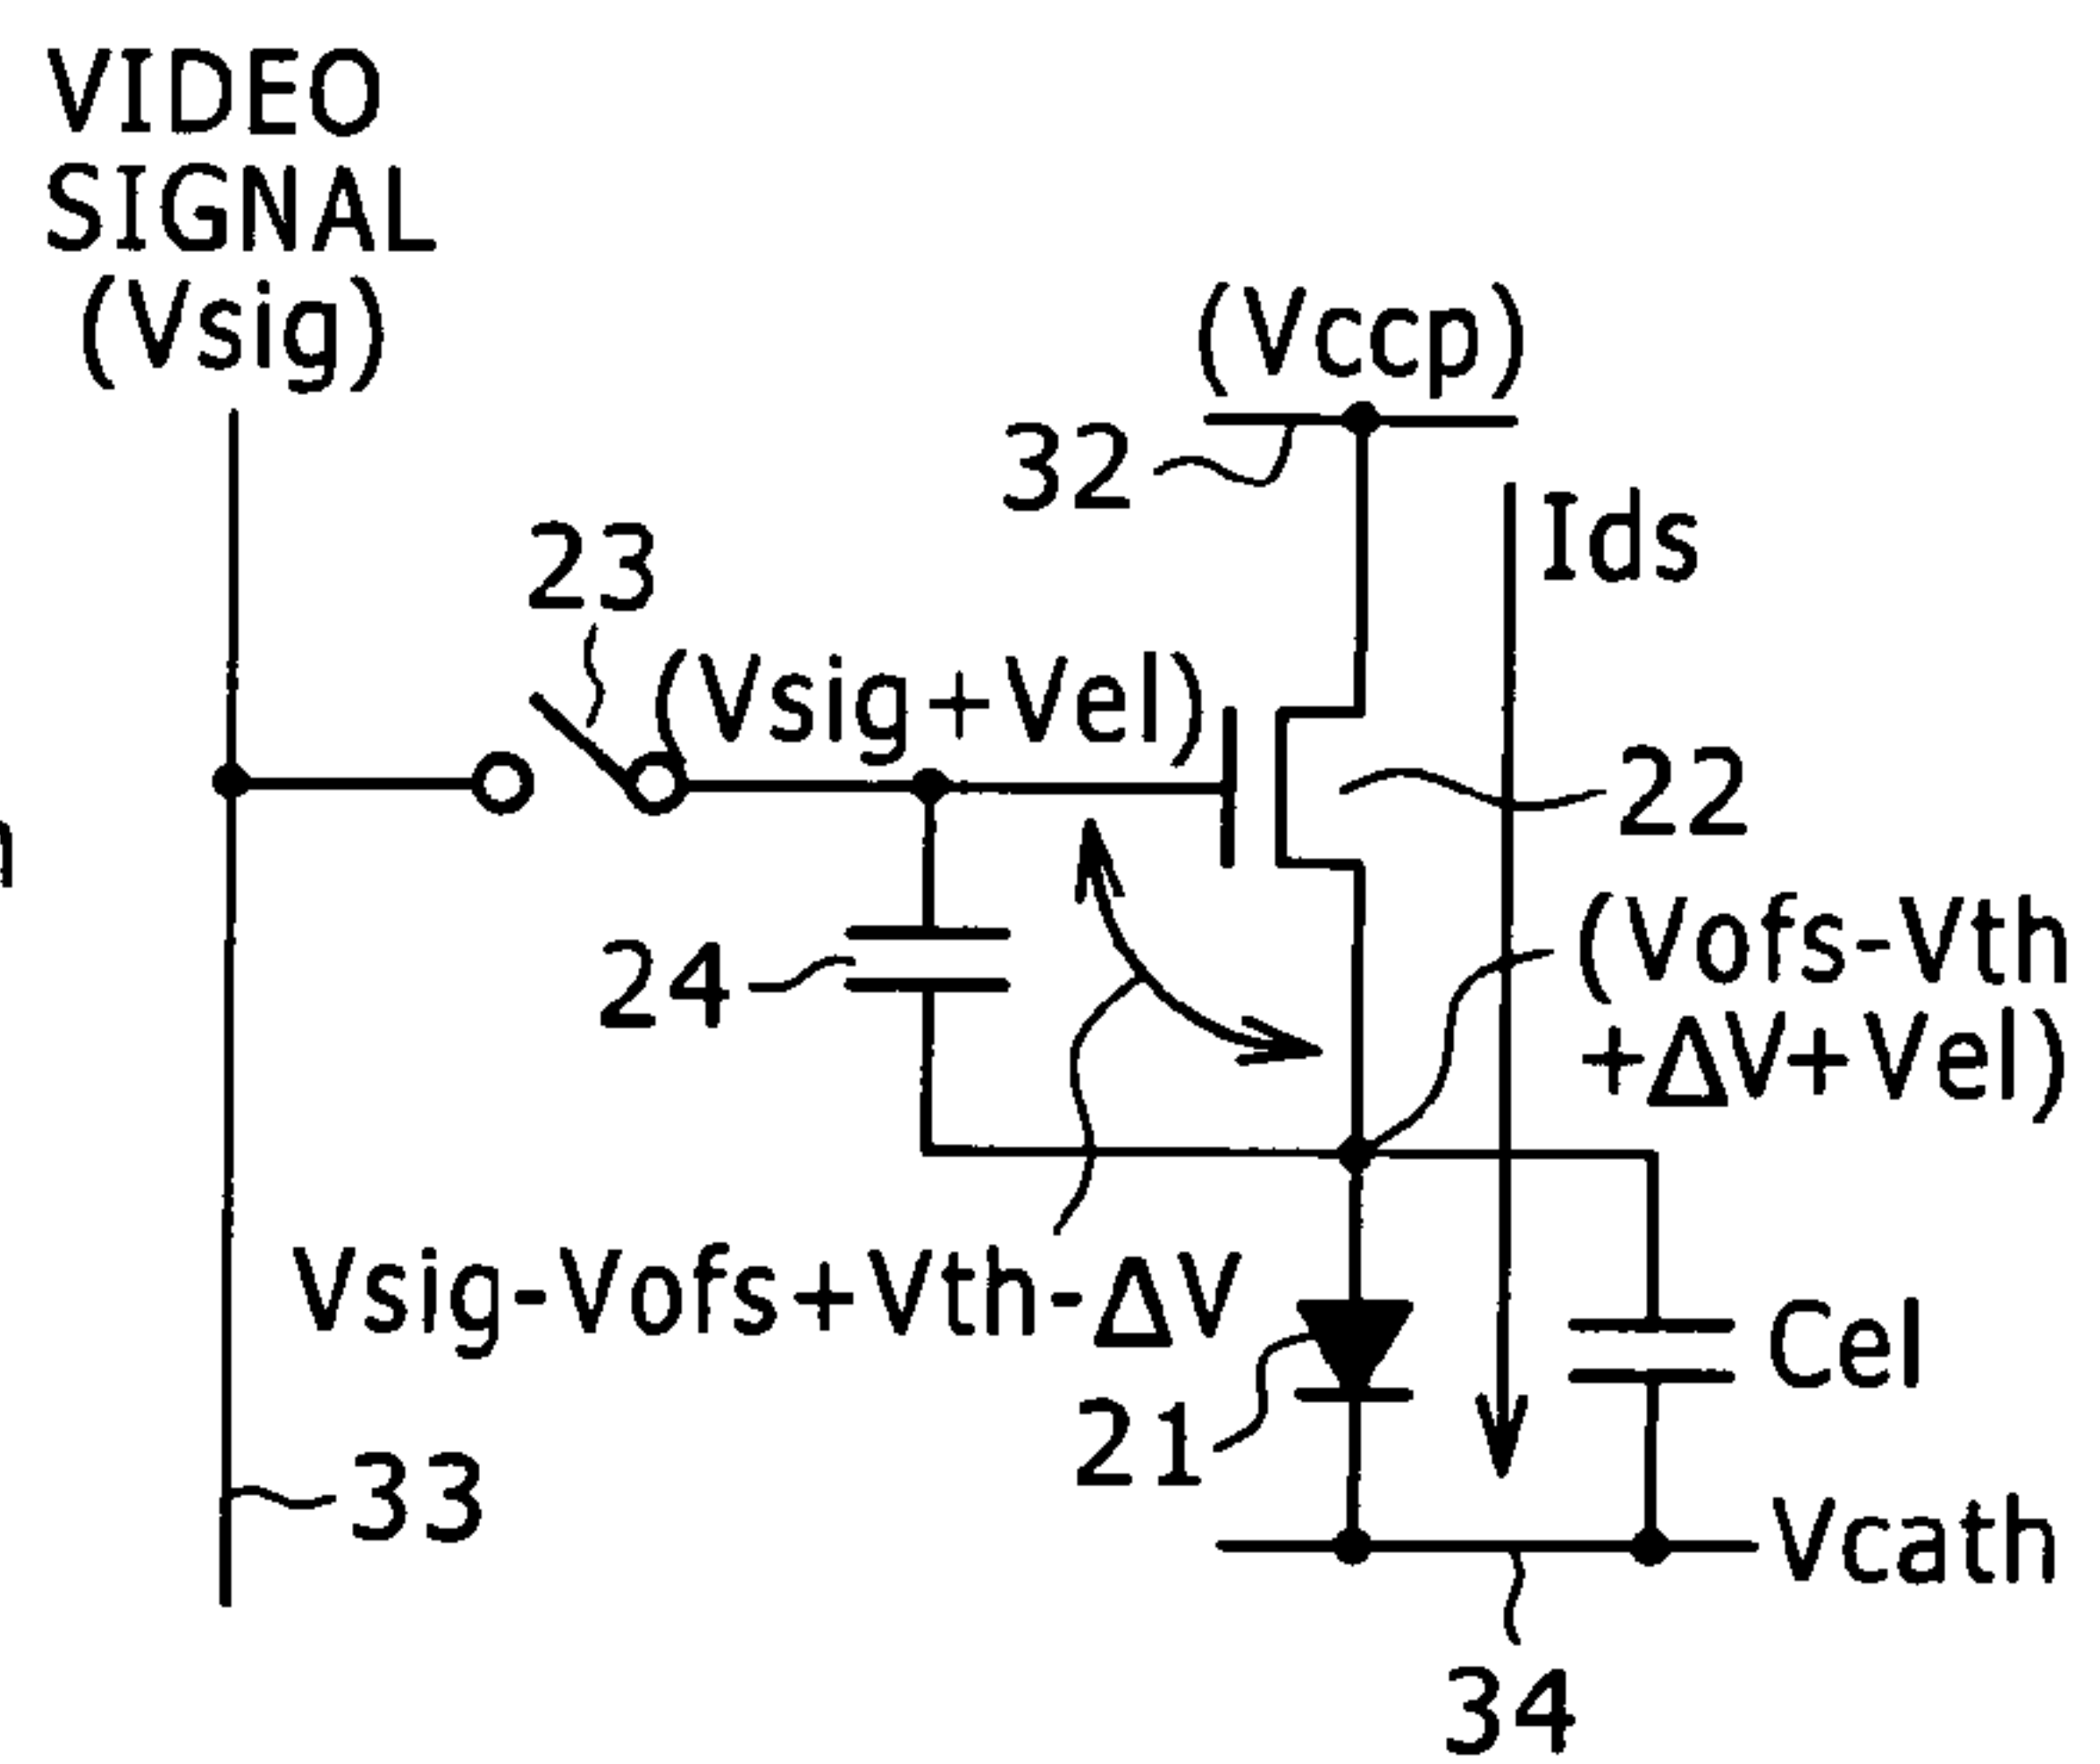 VIDEO
SIGNAL
(Vsig)
(Vccp)
32
Ids
23
(Vsig+Vel)
22
24
(Vofs-Vth
+ΔV+Vel)
Vsig-Vofs+Vth-ΔV
21
Cel
33
Vcath
34